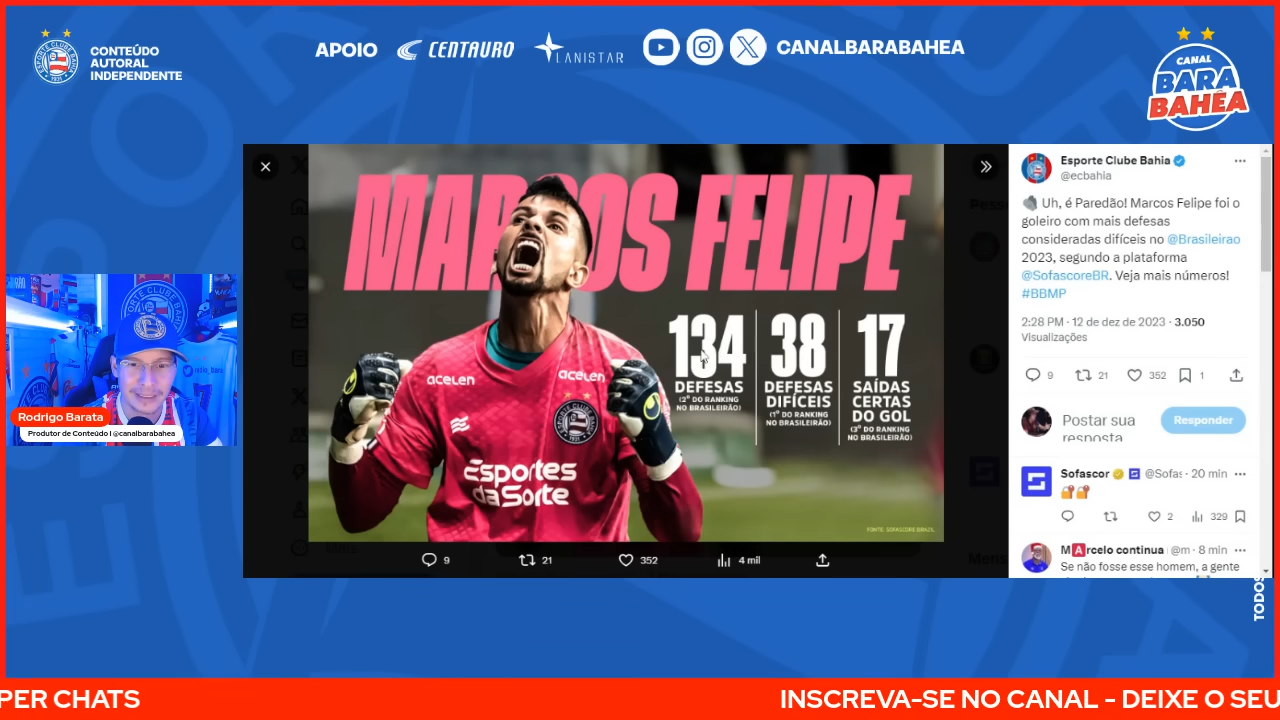 CONTEÚDO
AUTORAL
INDEPENDENTE
APOIO
CENTAURO
LANISTAR
CANALBARABAHEA
CANAL
BARA
BAHÊA
MARCOS FELIPE
134
DEFESAS
(2º DO RANKING
NO BRASILEIRÃO)
38
DEFESAS
DIFÍCEIS
(1º DO RANKING
NO BRASILEIRÃO)
17
SAÍDAS
CERTAS
DO GOL
(3º DO RANKING
NO BRASILEIRÃO)
acelen
acelen
Esportes
da Sorte
FONTE SOFASCORE BRASIL
9
21
352
4 mil
Esporte Clube Bahia
@ecbahia
Uh, é Paredão! Marcos Felipe foi o
goleiro com mais defesas
consideradas difíceis no @Brasileirao
2023, segundo a plataforma
@SofascoreBR. Veja mais números!
#BBMP
2:28 PM · 12 de dez de 2023 · 3.050
Visualizações
9
21
352
1
Postar sua
resposta
Responder
Sofascor @Sofas · 20 min
2
329
M🅰rcelo continua @m · 8 min
Se não fosse esse homem, a gente
Rodrigo Barata
Produtor de Conteúdo | @canalbarabahea
TODOS
PER CHATS
INSCREVA-SE NO CANAL - DEIXE O SEU